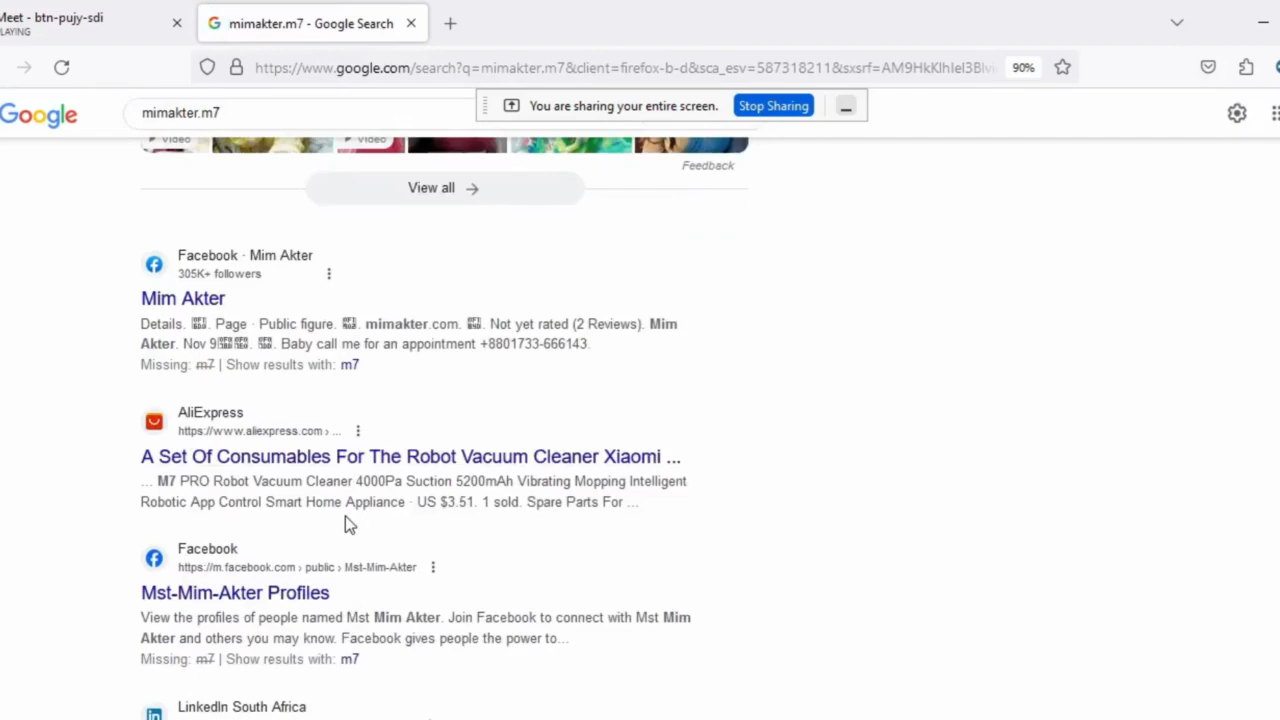 Meet - btn-pujy-sdi
PLAYING
mimakter.m7 - Google Search
https://www.google.com/search?q=mimakter.m7&client=firefox-b-d&sca_esv=587318211&sxsrf=
90%
Google
mimakter.m7
You are sharing your entire screen.
Stop Sharing
Video
Video
Feedback
View all
Facebook · Mim Akter
305K+ followers
Mim Akter
Details. Page · Public figure. mimakter.com. Not yet rated (2 Reviews). Mim
Akter. Nov 9 . Baby call me for an appointment +8801733-666143.
Missing: m7 | Show results with: m7
AliExpress
https://www.aliexpress.com › ...
A Set Of Consumables For The Robot Vacuum Cleaner Xiaomi ...
... M7 PRO Robot Vacuum Cleaner 4000Pa Suction 5200mAh Vibrating Mopping Intelligent
Robotic App Control Smart Home Appliance · US $3.51. 1 sold. Spare Parts For ...
Facebook
https://m.facebook.com › public › Mst-Mim-Akter
Mst-Mim-Akter Profiles
View the profiles of people named Mst Mim Akter. Join Facebook to connect with Mst Mim
Akter and others you may know. Facebook gives people the power to...
Missing: m7 | Show results with: m7
LinkedIn South Africa